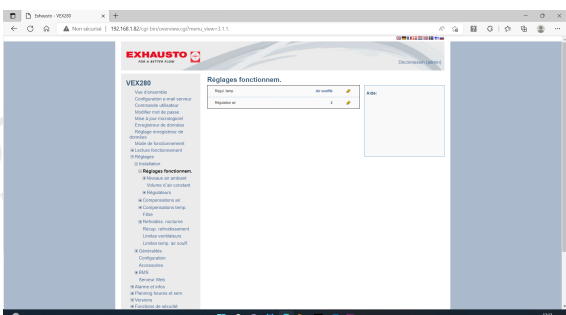 Exhausto - VEX280
Non sécurisé | 192.168.1.82/cgi-bin/overview.cgi?menu_view=3.1.1.
EXHAUSTO
FOR A BETTER FLOW
Déconnexion (admin)
VEX280
Vue d'ensemble
Configuration e-mail serveur
Commande utilisateur
Modifier mot de passe
Mise à jour micrologiciel
Enregistreur de données
Réglage enregistreur de
données
Mode de fonctionnement
Lecture fonctionnement
Réglages
Installation
Réglages fonctionnem.
Niveaux air ambiant
Volume d'air constant
Régulateurs
Compensations air
Compensations temp.
Filtre
Refroidiss. nocturne
Récup. refroidissement
Limites ventilateurs
Limites temp. air souffl.
Généralités
Configuration
Accessoires
BMS
Serveur Web
Alarme et infos
Planning heures et sem.
Versions
Fonctions de sécurité
Réglages fonctionnem.
Régul. temp. Air soufflé
Régulation air
Aide: